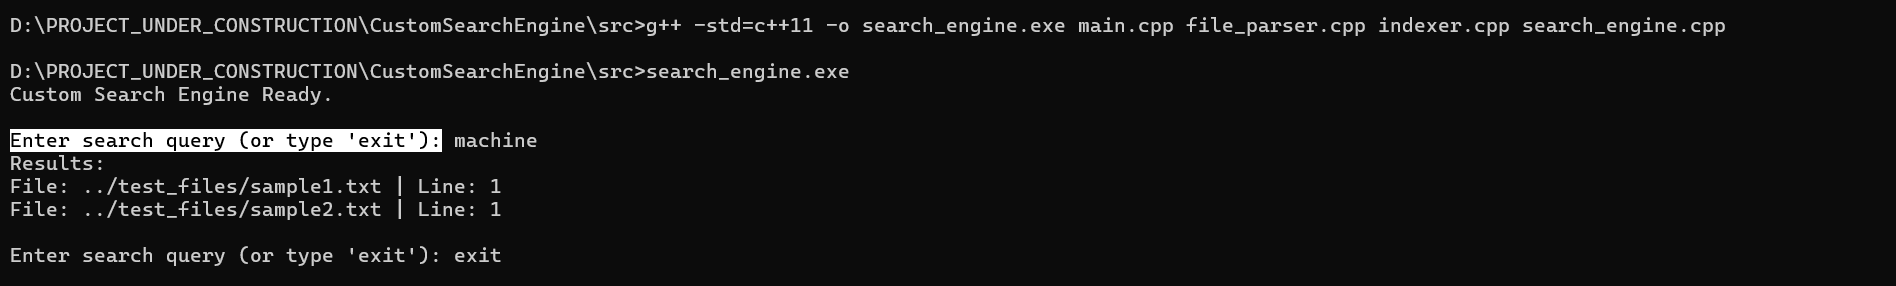 D:\PROJECT_UNDER_CONSTRUCTION\CustomSearchEngine\src>g++ -std=c++11 -o search_engine.exe main.cpp file_parser.cpp indexer.cpp search_engine.cpp
D:\PROJECT_UNDER_CONSTRUCTION\CustomSearchEngine\src>search_engine.exe
Custom Search Engine Ready.
Enter search query (or type 'exit'): machine
Results:
File: ../test_files/sample1.txt | Line: 1
File: ../test_files/sample2.txt | Line: 1
Enter search query (or type 'exit'): exit